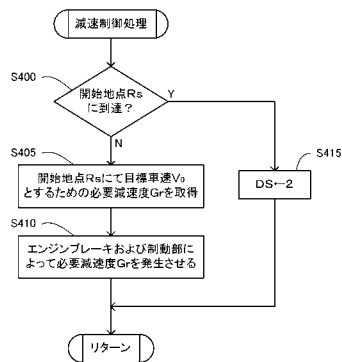 減速制御処理
S400
開始地点Rs
に到達？
Y
N
S405
開始地点Rsにて目標車速V₀
とするための必要減速度Grを取得
S415
DS←2
S410
エンジンブレーキおよび制動部に
よって必要減速度Grを発生させる
リターン